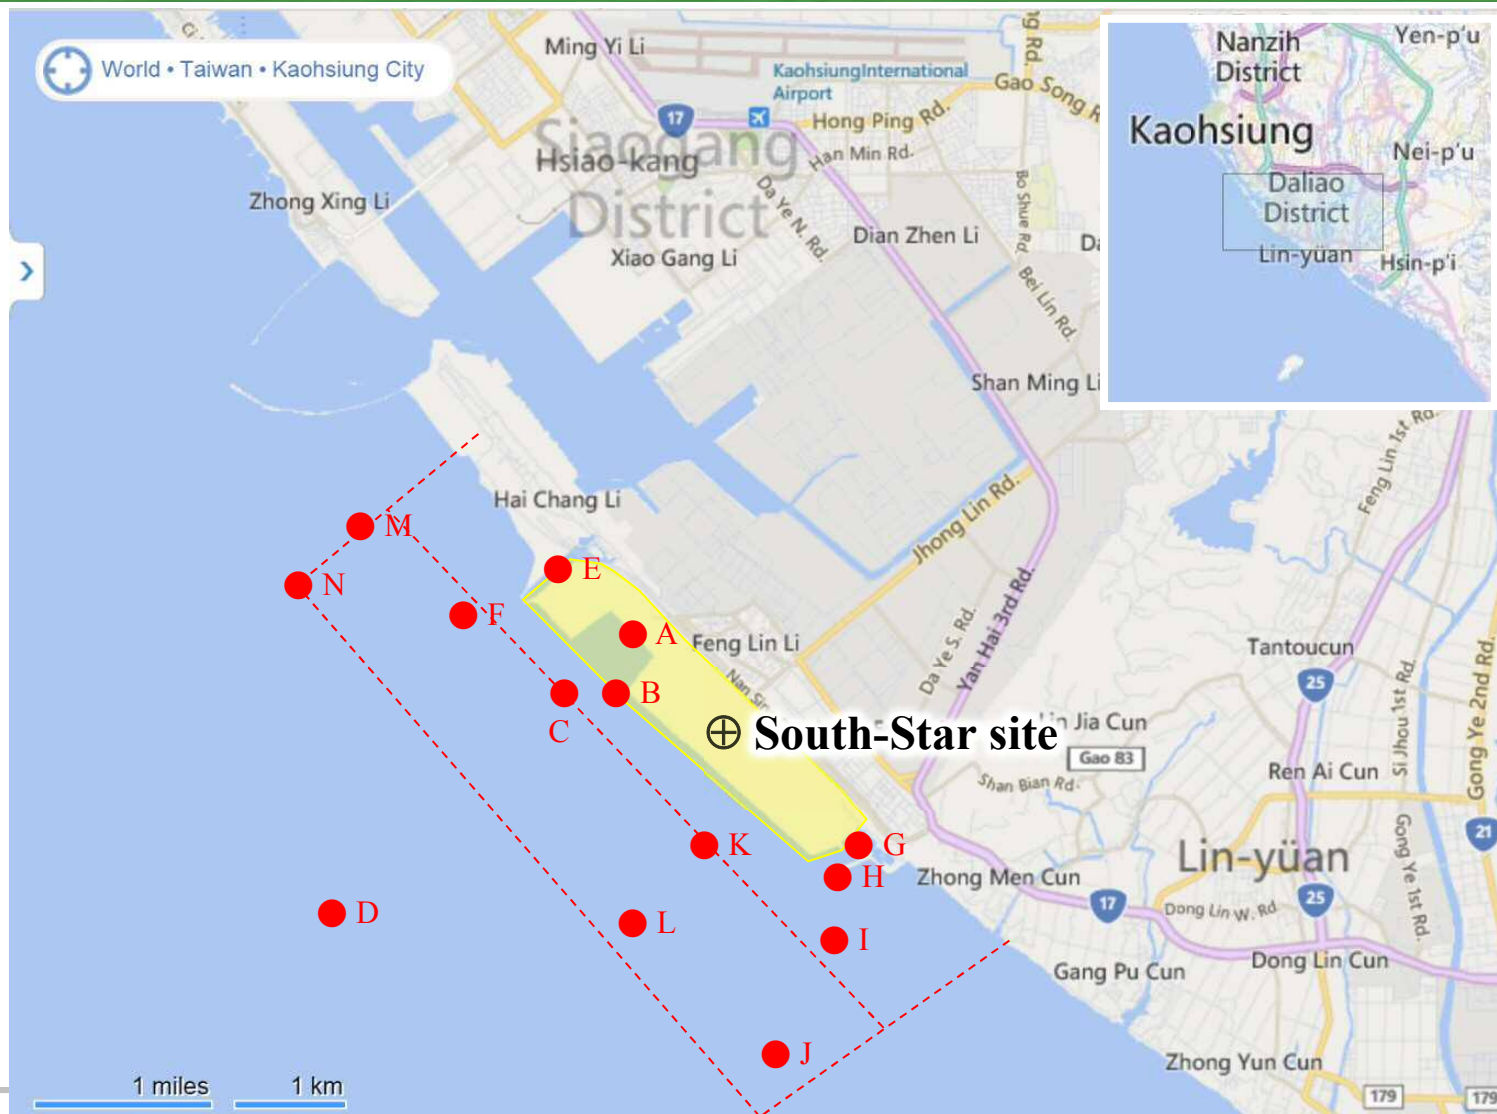 World • Taiwan • Kaohsiung City
Ming Yi Li
KaohsiungInternational
Airport
Gao Song R
17
Hong Ping Rd.
Siaogang
District
Hsiao-kang
Han Min Rd.
Zhong Xing Li
Da Ye N. Rd.
Bo Shue Rd
Dian Zhen Li
Xiao Gang Li
Bei Lin Rd.
Shan Ming Li
Nanzih
District
Yen-p'u
Kaohsiung
Nei-p'u
Daliao
District
Lin-yüan
Hsin-p'i
Feng Lin 1st Rd.
Hai Chang Li
Jhong Lin Rd.
M
E
N
F
A
Feng Lin Li
Da Ye S. Rd.
Yan Hai 3rd Rd.
Tantoucun
25
Si Jhou 1st Rd.
Gong Ye 2nd Rd.
B
C
South-Star site
Lin Jia Cun
Gao 83
Shan Bian Rd.
Ren Ai Cun
Gong Ye 1st Rd.
21
K
G
H
Zhong Men Cun
Lin-yüan
17
Dong Lin W. Rd
25
D
L
I
Gang Pu Cun
Dong Lin Cun
J
Zhong Yun Cun
1 miles
1 km
179
179